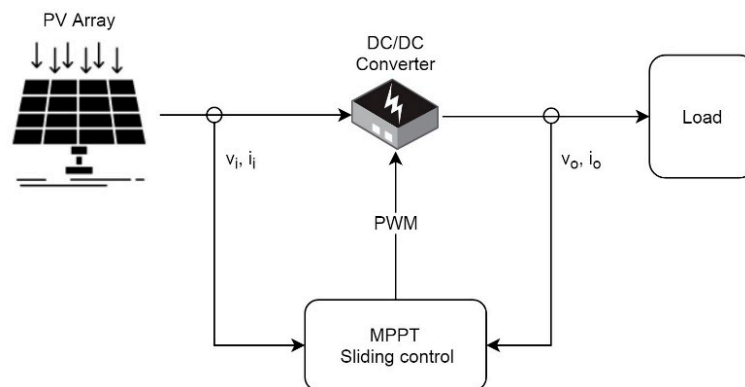 PV Array
DC/DC
Converter
Load
vi, ii
vo, io
PWM
MPPT
Sliding control